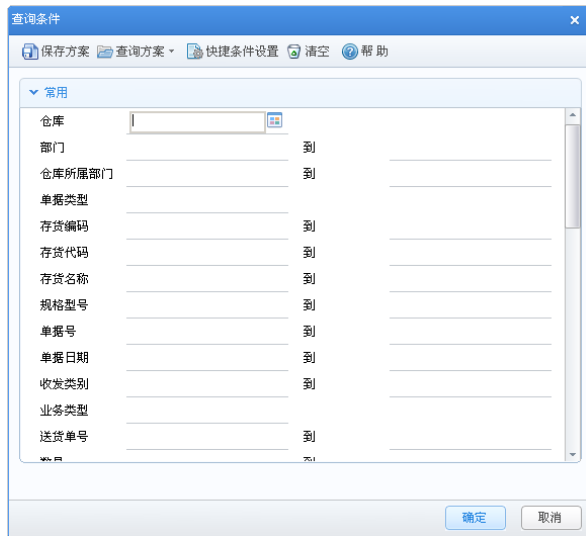 查询条件
保存方案 查询方案 快捷条件设置 清空 帮助
常用
仓库
部门 到
仓库所属部门 到
单据类型
存货编码 到
存货代码 到
存货名称 到
规格型号 到
单据号 到
单据日期 到
收发类别 到
业务类型
送货单号 到
确定 取消